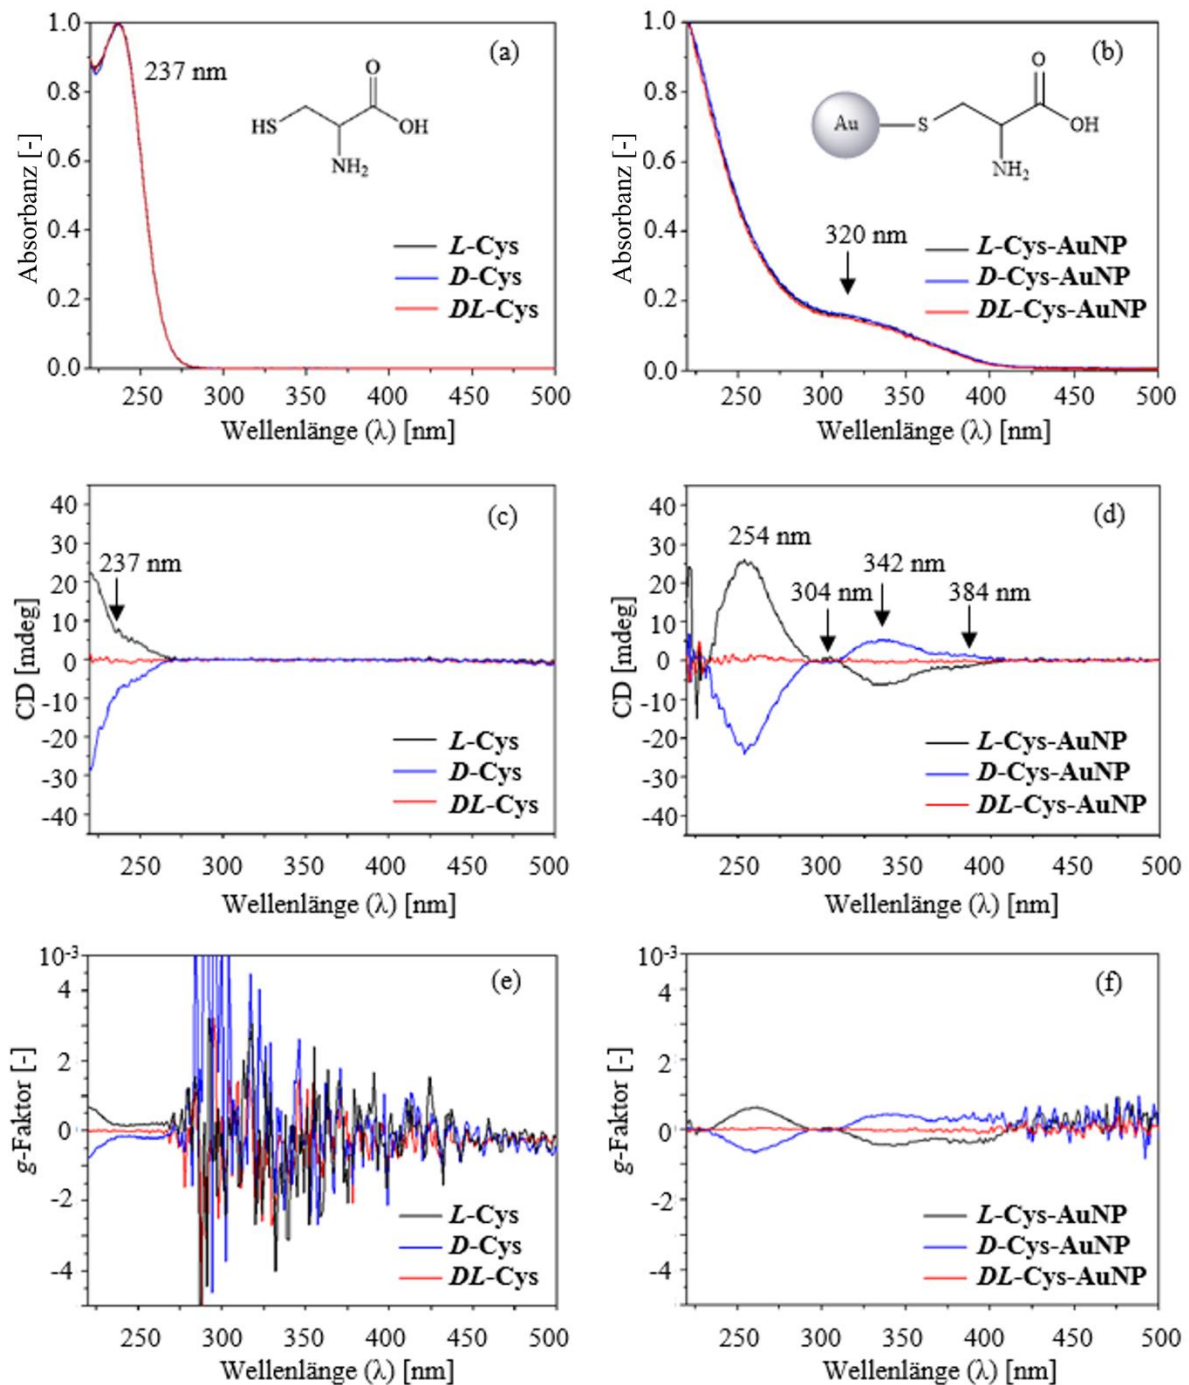 (a)
1.0
0.8
0.6
0.4
0.2
0.0
Absorbanz [-]
237 nm
HS
O
OH
NH₂
L-Cys
D-Cys
DL-Cys
250 300 350 400 450 500
Wellenlänge (λ) [nm]
(b)
1.0
0.8
0.6
0.4
0.2
0.0
Absorbanz [-]
Au
S
O
OH
NH₂
320 nm
L-Cys-AuNP
D-Cys-AuNP
DL-Cys-AuNP
250 300 350 400 450 500
Wellenlänge (λ) [nm]
(c)
40
30
20
10
0
-10
-20
-30
-40
CD [mdeg]
237 nm
L-Cys
D-Cys
DL-Cys
250 300 350 400 450 500
Wellenlänge (λ) [nm]
(d)
40
30
20
10
0
-10
-20
-30
-40
CD [mdeg]
254 nm
304 nm
342 nm
384 nm
L-Cys-AuNP
D-Cys-AuNP
DL-Cys-AuNP
250 300 350 400 450 500
Wellenlänge (λ) [nm]
(e)
10⁻³
4
2
0
-2
-4
g-Faktor [-]
L-Cys
D-Cys
DL-Cys
250 300 350 400 450 500
Wellenlänge (λ) [nm]
(f)
10⁻³
4
2
0
-2
-4
g-Faktor [-]
L-Cys-AuNP
D-Cys-AuNP
DL-Cys-AuNP
250 300 350 400 450 500
Wellenlänge (λ) [nm]